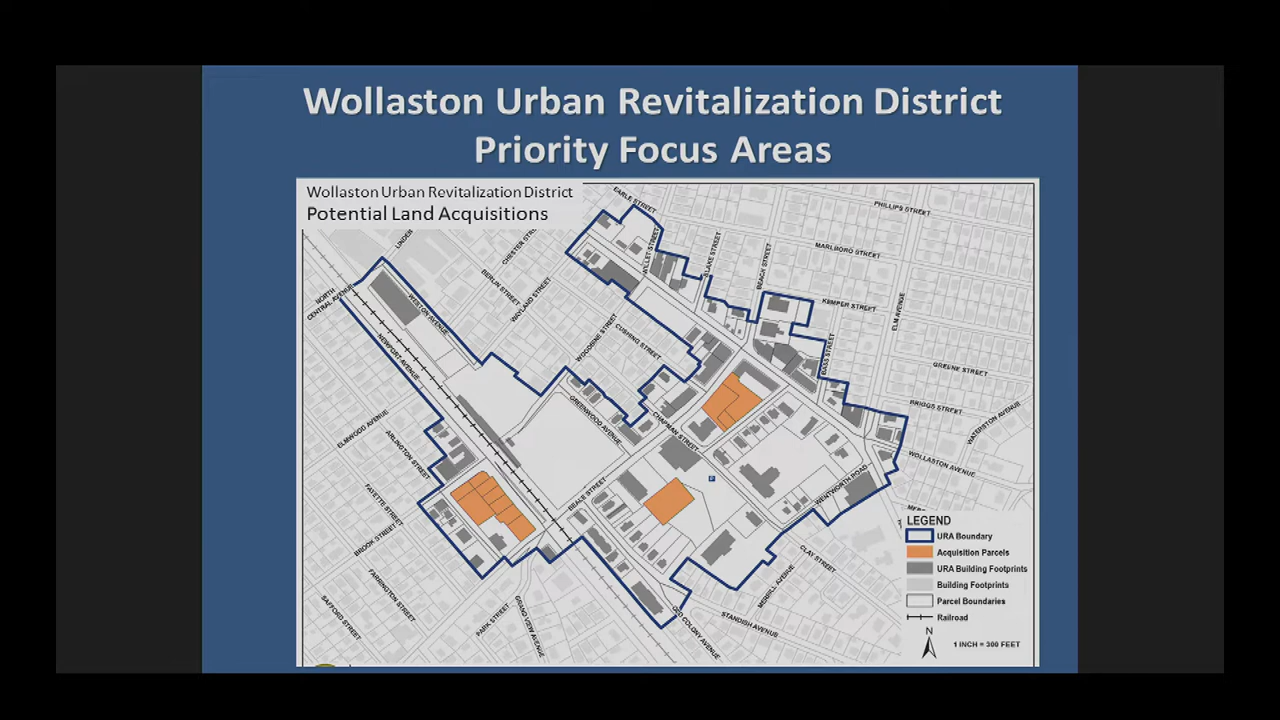 Wollaston Urban Revitalization District
Priority Focus Areas
Wollaston Urban Revitalization District
Potential Land Acquisitions
EARLE STREET
PHILLIPS STREET
LINDEN
CHESTER STREET
WILLET STREET
BLAKE STREET
BEACH STREET
MARLBORO STREET
BERLIN STREET
WAYLAND STREET
NORTH
CENTRAL AVENUE
WESTON AVENUE
KEMPER STREET
ELM AVENUE
NEWPORT AVENUE
WOODBINE STREET
CUSHING STREET
BASS STREET
GREENE STREET
GREENWOOD AVENUE
CHAPMAN STREET
BRIGGS STREET
WATERSTON AVENUE
ELMWOOD AVENUE
ARLINGTON STREET
WOLLASTON AVENUE
BEALE STREET
P
WENTWORTH ROAD
FAYETTE STREET
BROOK STREET
CLAY STREET
MERRILL AVENUE
FARRINGTON STREET
SAFFORD STREET
PARK STREET
GRAND VIEW AVENUE
OLD COLONY AVENUE
STANDISH AVENUE
LEGEND
URA Boundary
Acquisition Parcels
URA Building Footprints
Building Footprints
Parcel Boundaries
Railroad
N
1 INCH = 300 FEET